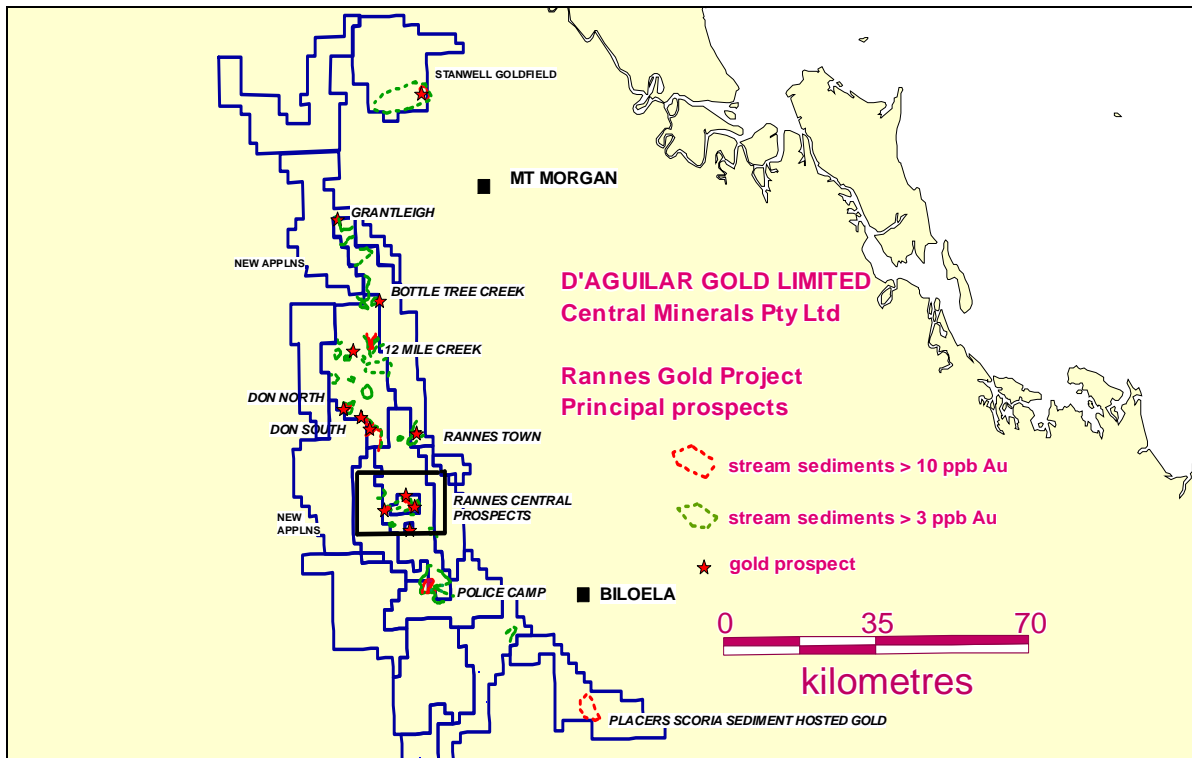 STANWELL GOLDFIELD
MT MORGAN
GRANTLEIGH
NEW APPLNS
BOTTLE TREE CREEK
D'AGUILAR GOLD LIMITED
Central Minerals Pty Ltd
12 MILE CREEK
Rannes Gold Project
Principal prospects
DON NORTH
DON SOUTH
RANNES TOWN
stream sediments > 10 ppb Au
RANNES CENTRAL
PROSPECTS
NEW
APPLNS
stream sediments > 3 ppb Au
gold prospect
POLICE CAMP
BILOELA
0 35 70
kilometres
PLACERS SCORIA SEDIMENT HOSTED GOLD